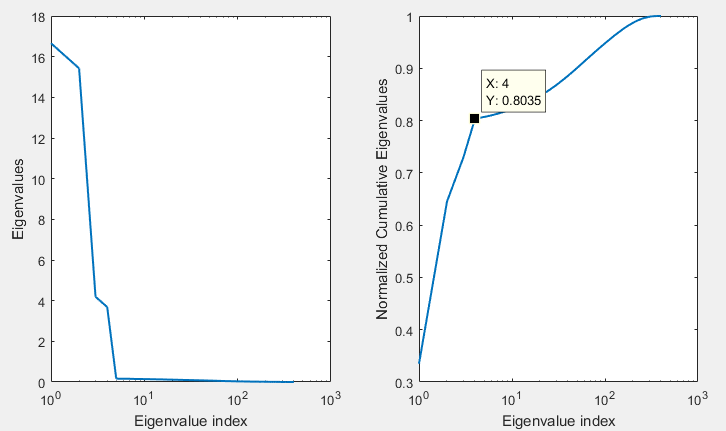 18
16
14
12
10
8
6
4
2
0
Eigenvalues
10^0 10^1 10^2 10^3
Eigenvalue index
1
0.9
0.8
0.7
0.6
0.5
0.4
0.3
Normalized Cumulative Eigenvalues
X: 4
Y: 0.8035
10^0 10^1 10^2 10^3
Eigenvalue index